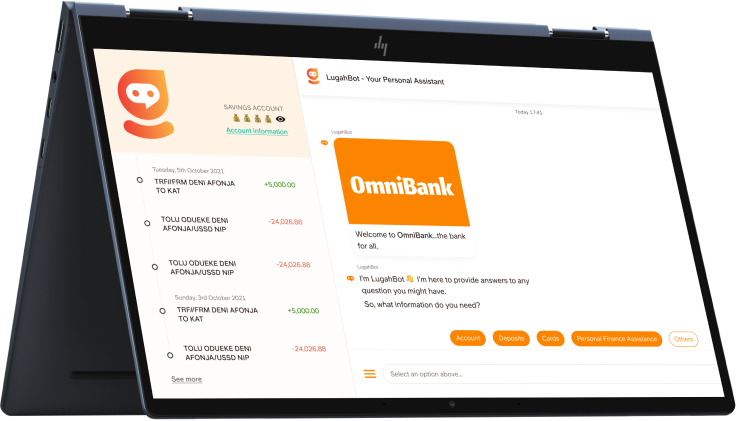 hp
LugahBot - Your Personal Assistant
SAVINGS ACCOUNT
Account information
Tuesday, 5th October 2021
TRF//FRM DENI AFONJA
TO KAT
+5,000.00
TOLU ODUEKE DENI
AFONJA/USSD NIP
-24,026.88
TOLU ODUEKE DENI
AFONJA/USSD NIP
-24,026.88
Sunday, 3rd October 2021
TRF//FRM DENI AFONJA
TO KAT
+5,000.00
TOLU ODUEKE DENI
AFONJA/USSD NIP
-24,026.88
See more
Today 17:41
LugahBot
OmniBank
Welcome to OmniBank...the bank
for all.
LugahBot
I'm LugahBot 👋 I'm here to provide answers to any
question you might have.
So, what information do you need?
Account
Deposits
Cards
Personal Finance Assistance
Others
Select an option above...